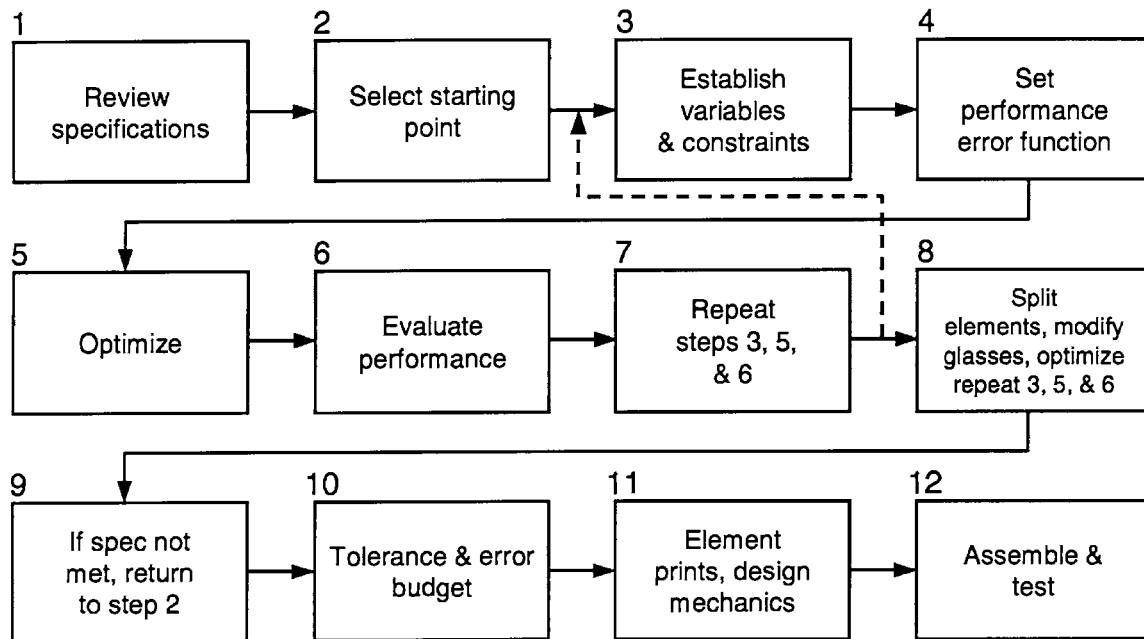 1
Review
specifications
2
Select starting
point
3
Establish
variables
& constraints
4
Set
performance
error function
5
Optimize
6
Evaluate
performance
7
Repeat
steps 3, 5,
& 6
8
Split
elements, modify
glasses, optimize
repeat 3, 5, & 6
9
If spec not
met, return
to step 2
10
Tolerance & error
budget
11
Element
prints, design
mechanics
12
Assemble &
test